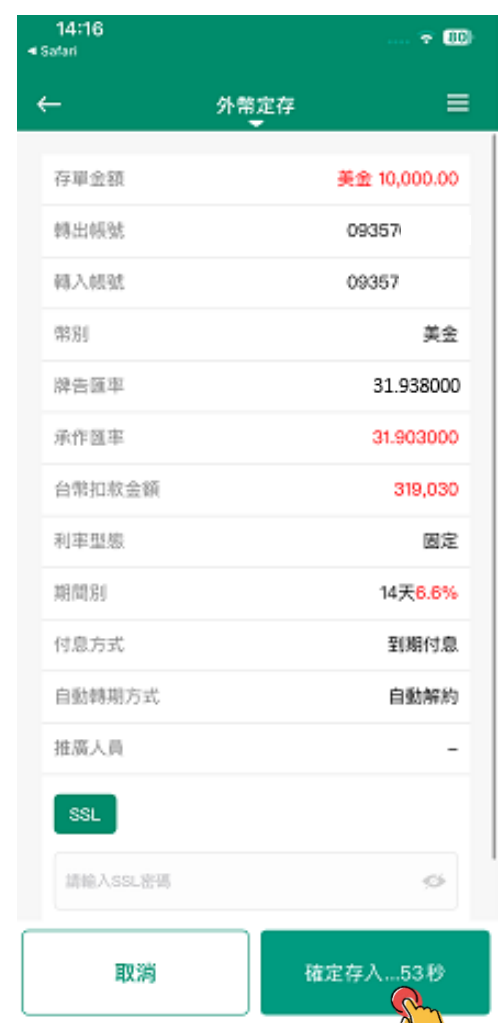 14:16
80
◀ Safari
外幣定存
存單金額 美金 10,000.00
轉出帳號 09357
轉入帳號 09357
幣別 美金
牌告匯率 31.938000
承作匯率 31.903000
台幣扣款金額 319,030
利率型態 固定
期間別 14天6.6%
付息方式 到期付息
自動轉期方式 自動解約
推廣人員 –
SSL
請輸入SSL密碼
取消 確定存入...53秒